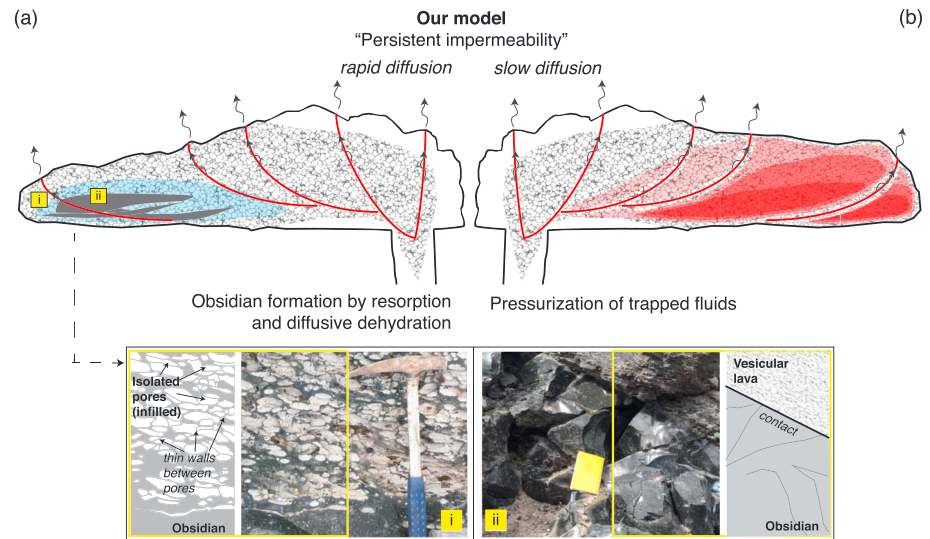 (a)
Our model
(b)
“Persistent impermeability”
rapid diffusion
slow diffusion
i
ii
Obsidian formation by resorption
and diffusive dehydration
Pressurization of trapped fluids
Isolated
pores
(infilled)
thin walls
between
pores
Obsidian
i
ii
Vesicular
lava
contact
Obsidian